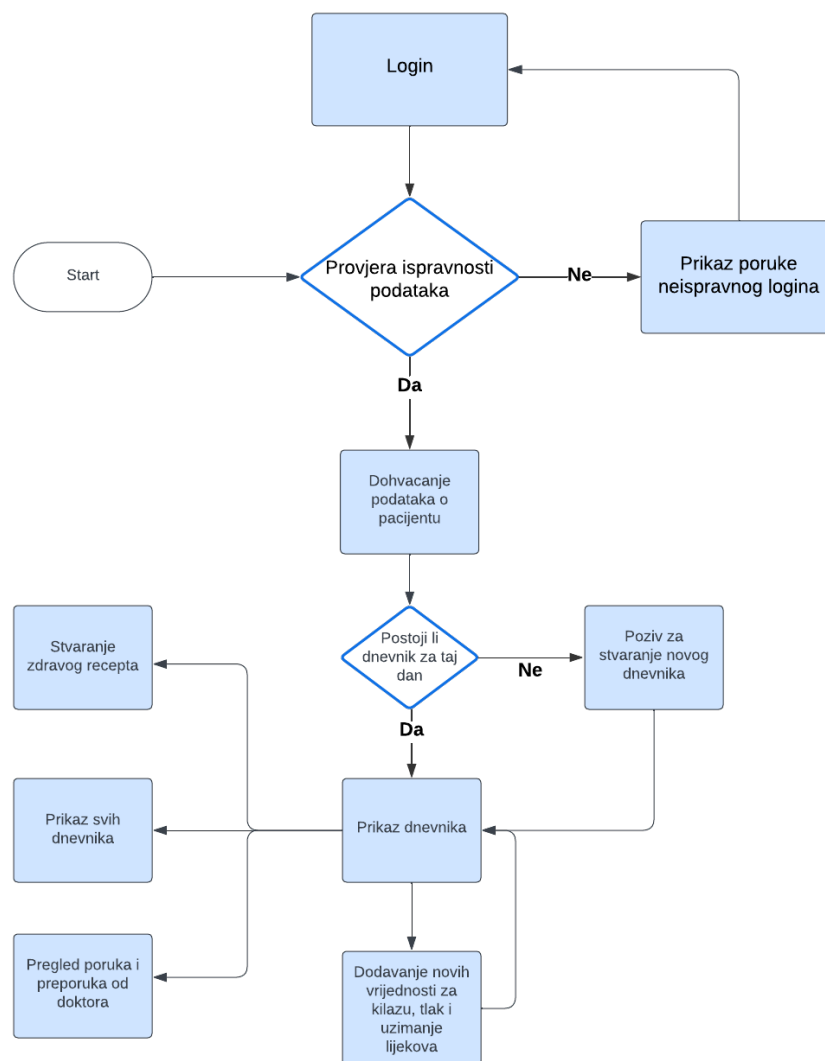 Login
Start
Provjera ispravnosti
podataka
Ne
Prikaz poruke
neispravnog logina
Da
Dohvacanje
podataka o
pacijentu
Stvaranje
zdravog recepta
Postoji li
dnevnik za taj
dan
Ne
Poziv za
stvaranje novog
dnevnika
Da
Prikaz svih
dnevnika
Prikaz dnevnika
Pregled poruka i
preporuka od
doktora
Dodavanje novih
vrijednosti za
kilazu, tlak i
uzimanje
lijekova